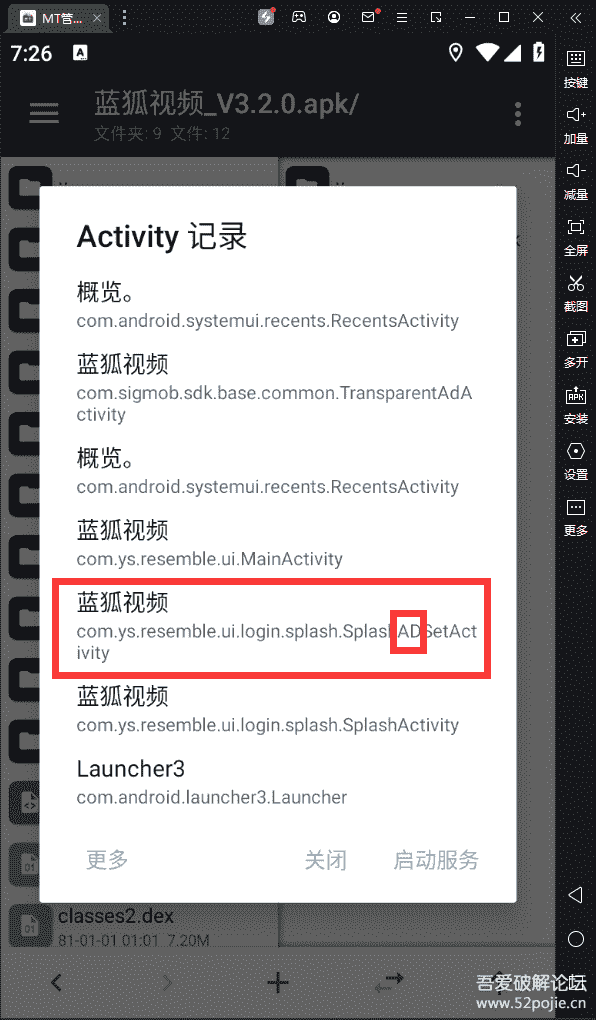 MT管...
7:26
A
蓝狐视频_V3.2.0.apk/
文件夹: 9 文件: 12
..
..
Activity 记录
概览。
com.android.systemui.recents.RecentsActivity
蓝狐视频
com.sigmob.sdk.base.common.TransparentAdA
ctivity
概览。
com.android.systemui.recents.RecentsActivity
蓝狐视频
com.ys.resemble.ui.MainActivity
蓝狐视频
com.ys.resemble.ui.login.splash.SplashADSetAct
ivity
蓝狐视频
com.ys.resemble.ui.login.splash.SplashActivity
Launcher3
com.android.launcher3.Launcher
更多
关闭
启动服务
classes2.dex
81-01-01 01:01 7.20M
按键
加量
减量
全屏
截图
多开
APK
安装
设置
更多
吾爱破解论坛
www.52pojie.cn